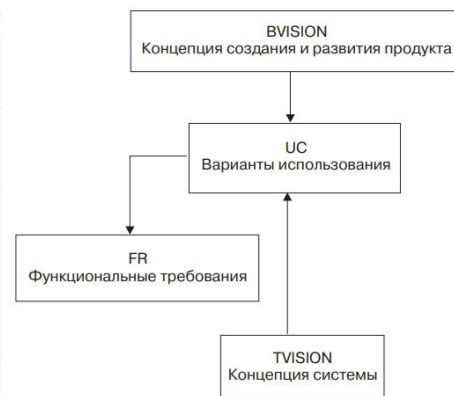 BVISION
Концепция создания и развития продукта
UC
Варианты использования
FR
Функциональные требования
TVISION
Концепция системы